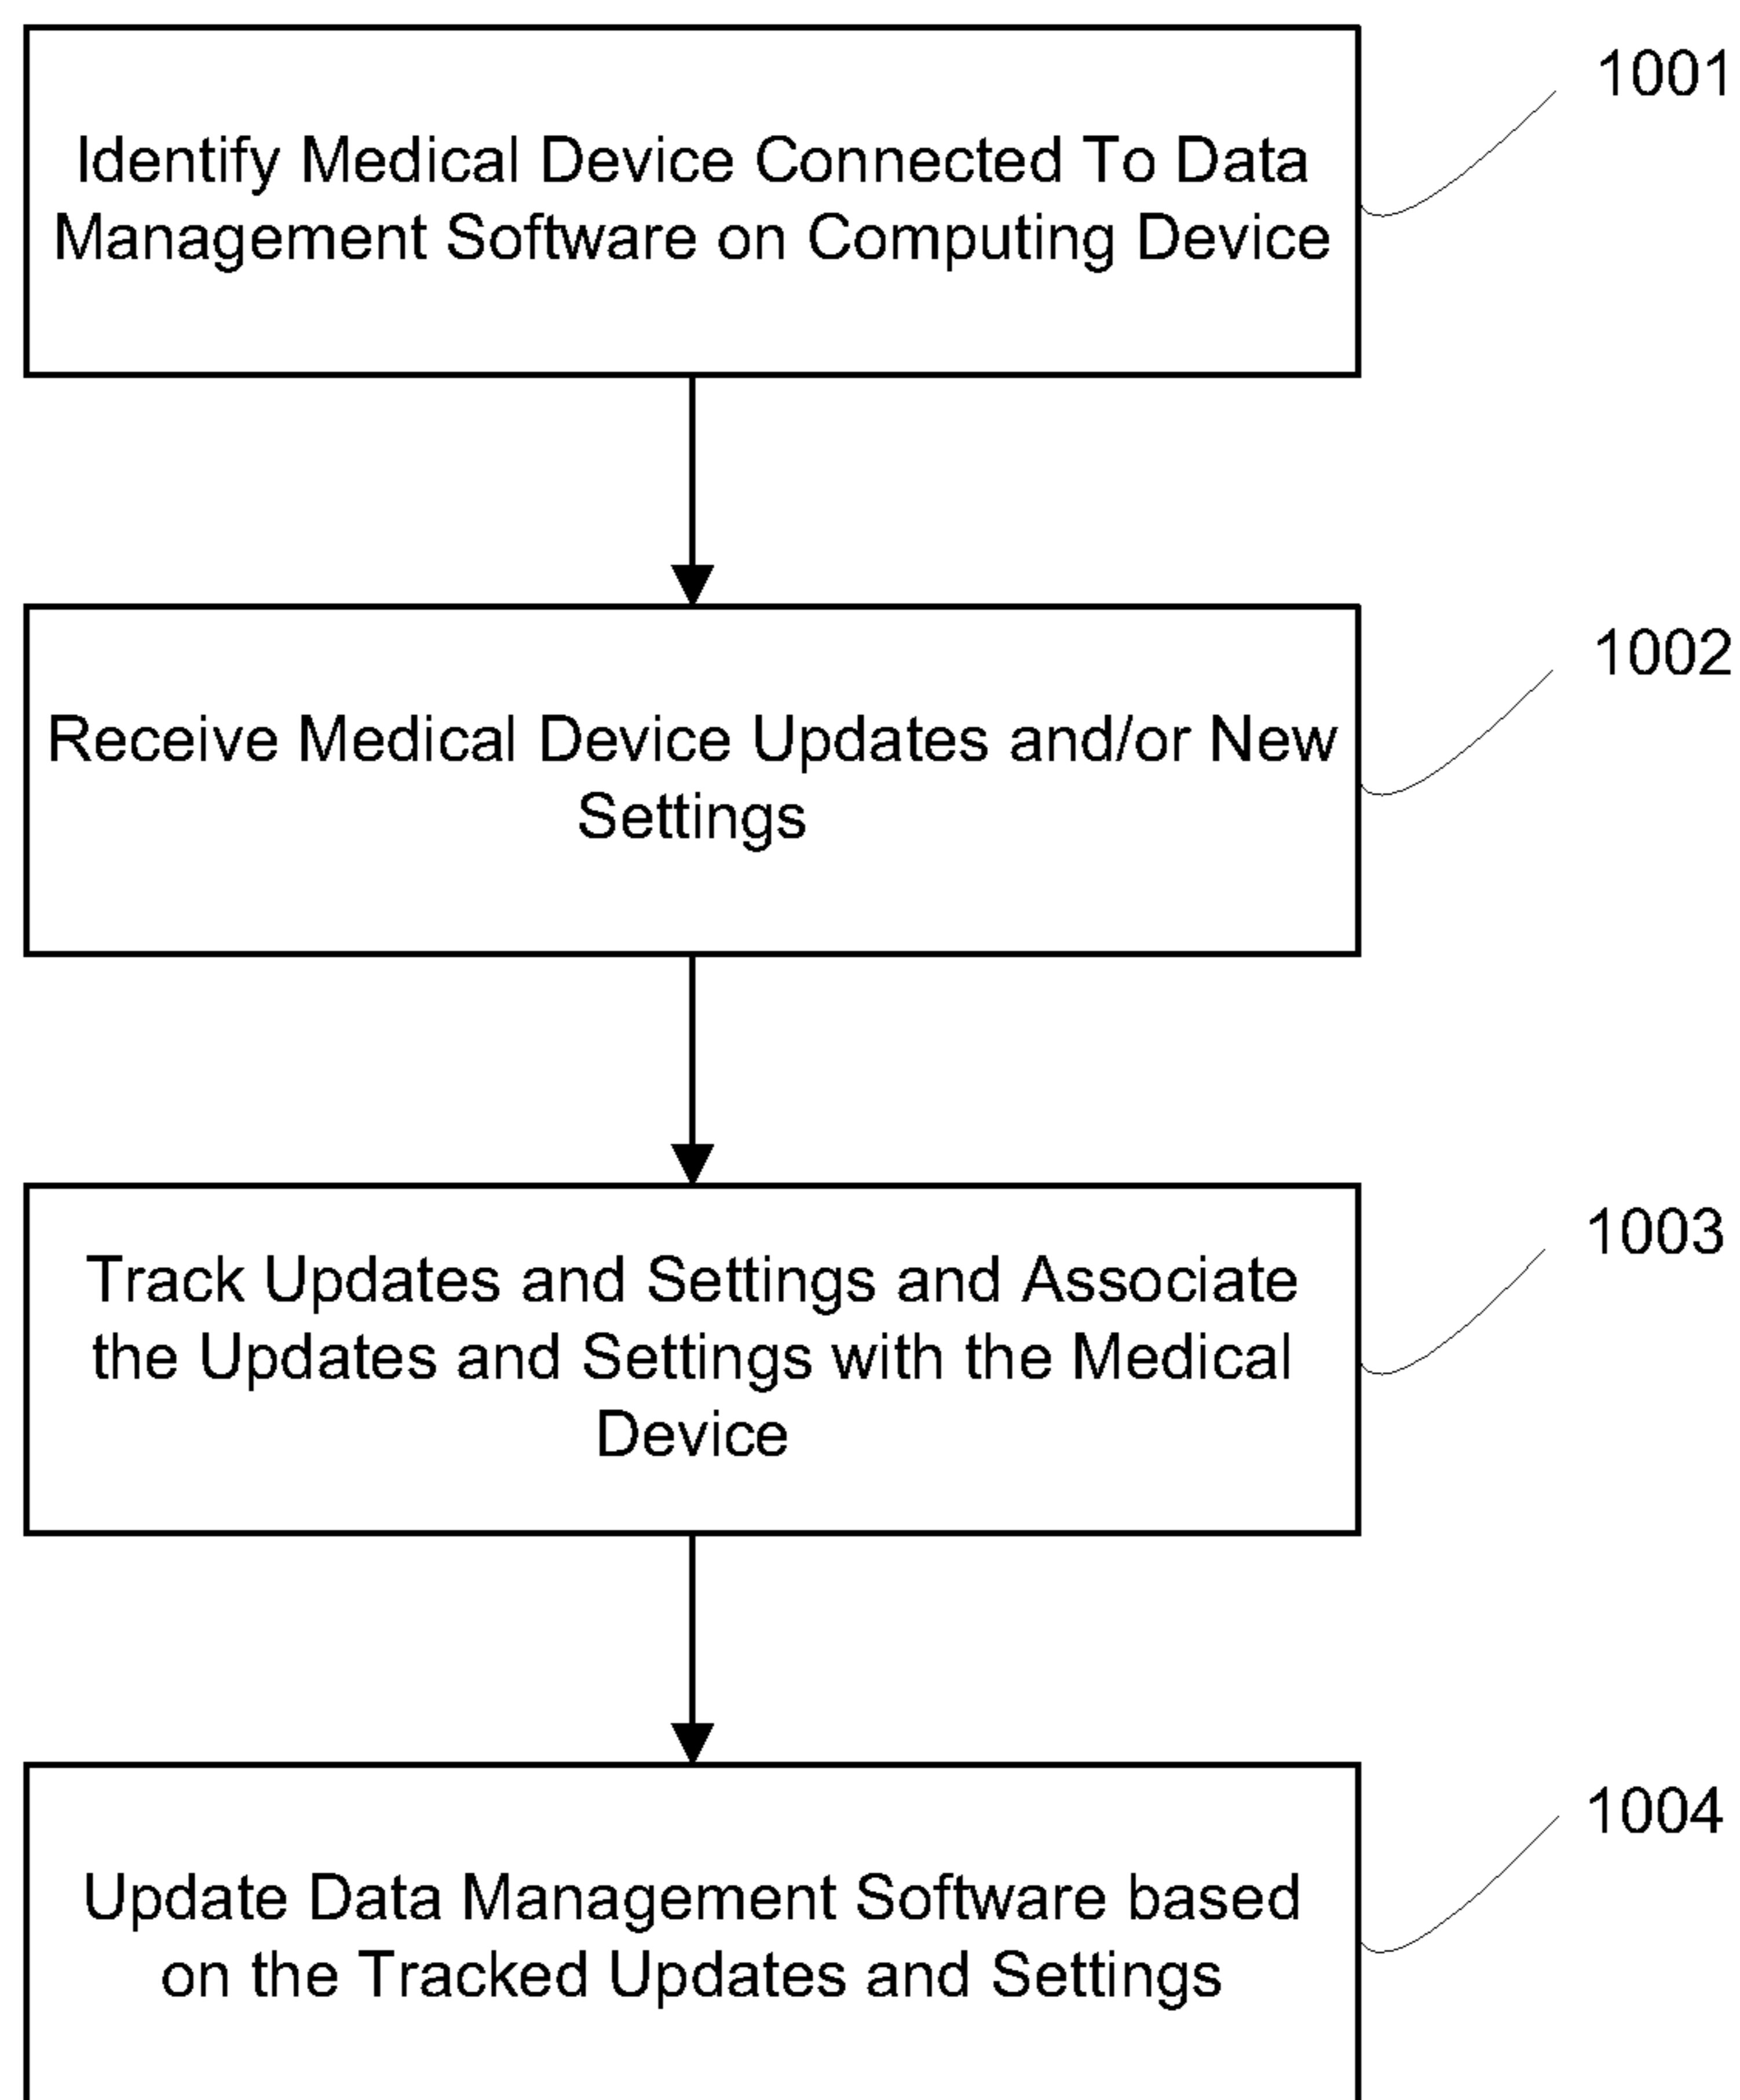 1001
Identify Medical Device Connected To Data
Management Software on Computing Device
1002
Receive Medical Device Updates and/or New
Settings
1003
Track Updates and Settings and Associate
the Updates and Settings with the Medical
Device
1004
Update Data Management Software based
on the Tracked Updates and Settings